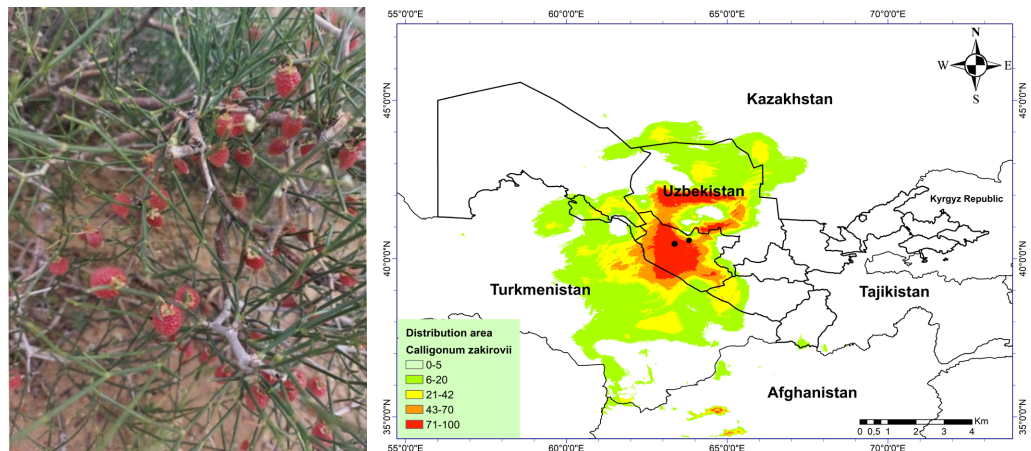 55°0'0"E 60°0'0"E 65°0'0"E 70°0'0"E
N
W E
S
45°0'0"N 45°0'0"N
Kazakhstan
Uzbekistan
Kyrgyz Republic
40°0'0"N 40°0'0"N
Turkmenistan
Tajikistan
Distribution area
Calligonum zakirovii
0-5
6-20
21-42
43-70
71-100
Afghanistan
35°0'0"N 35°0'0"N
Km
0 0,5 1 2 3 4
55°0'0"E 60°0'0"E 65°0'0"E 70°0'0"E